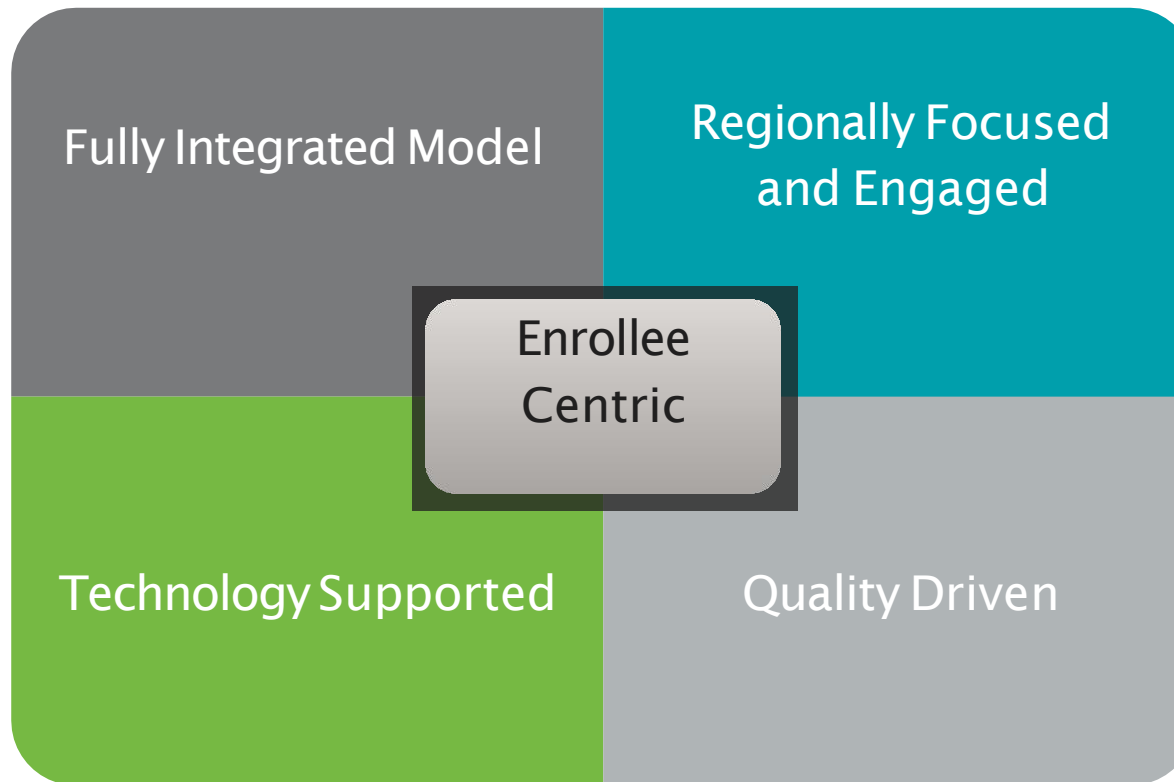 Fully Integrated Model
Regionally Focused
and Engaged
Enrollee
Centric
Technology Supported
Quality Driven